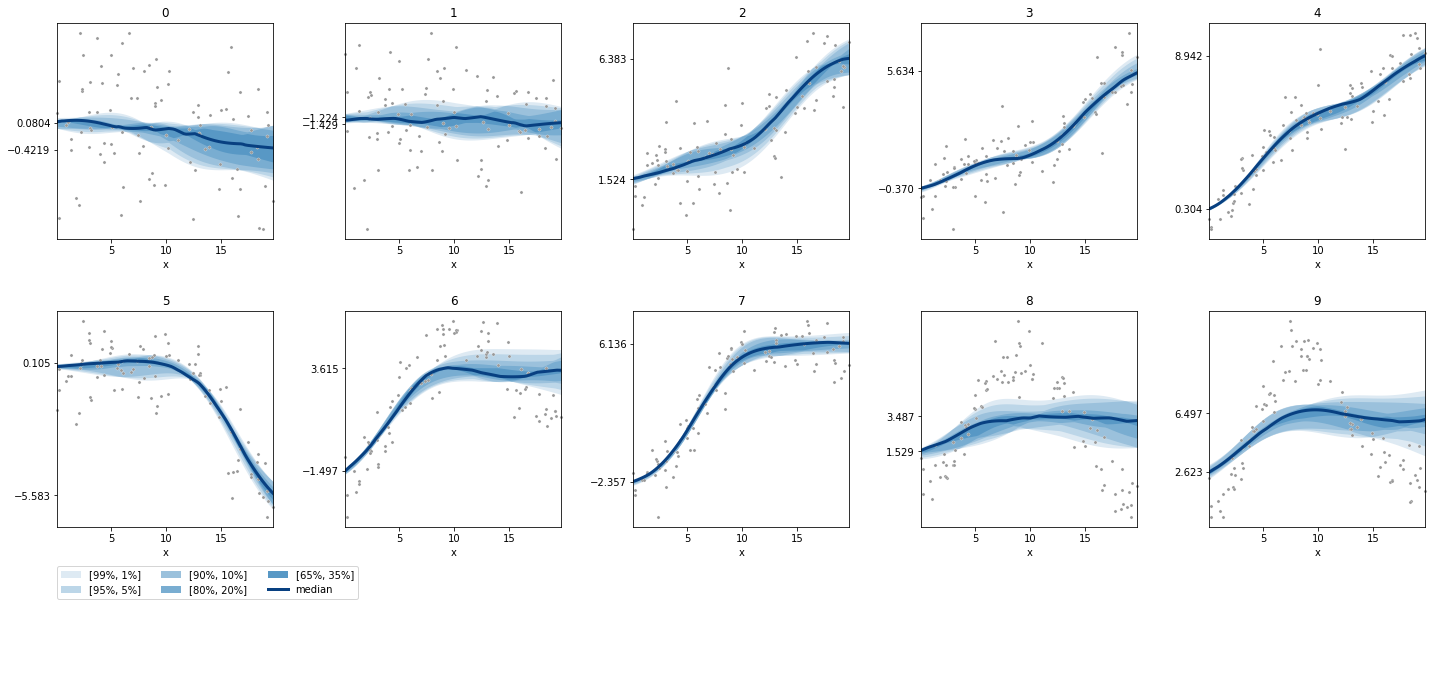 0
1
2
3
4
0.0804
−0.4219
−1.224
−1.429
6.383
1.524
5.634
−0.370
8.942
0.304
5 10 15
5 10 15
5 10 15
5 10 15
5 10 15
x
x
x
x
x
5
6
7
8
9
0.105
−5.583
3.615
−1.497
6.136
−2.357
3.487
1.529
6.497
2.623
5 10 15
5 10 15
5 10 15
5 10 15
5 10 15
x
x
x
x
x
[99%, 1%] [90%, 10%] [65%, 35%]
[95%, 5%] [80%, 20%] median